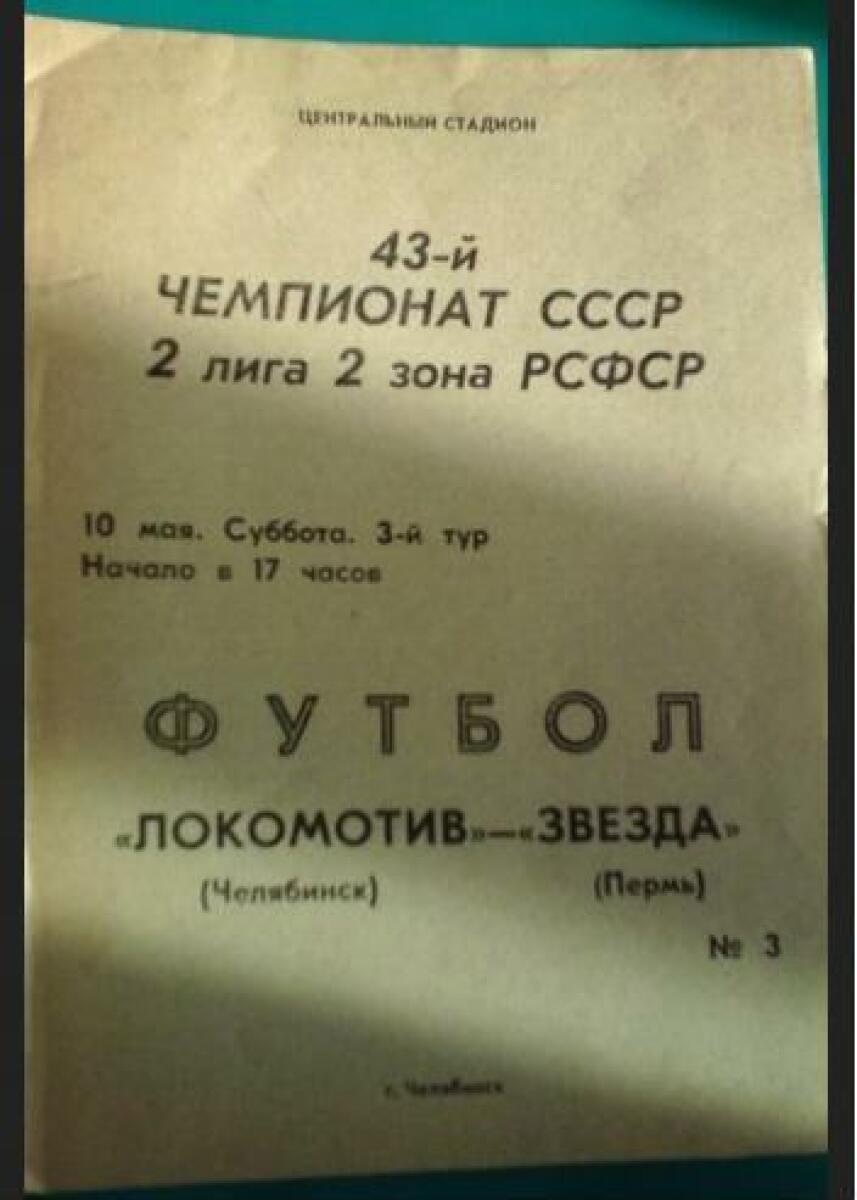 ЦЕНТРАЛЬНЫЙ СТАДИОН
43-й
ЧЕМПИОНАТ СССР
2 лига 2 зона РСФСР
10 мая. Суббота. 3-й тур
Начало в 17 часов
ФУТБОЛ
«ЛОКОМОТИВ»—«ЗВЕЗДА»
(Челябинск) (Пермь)
№ 3
г. Челябинск